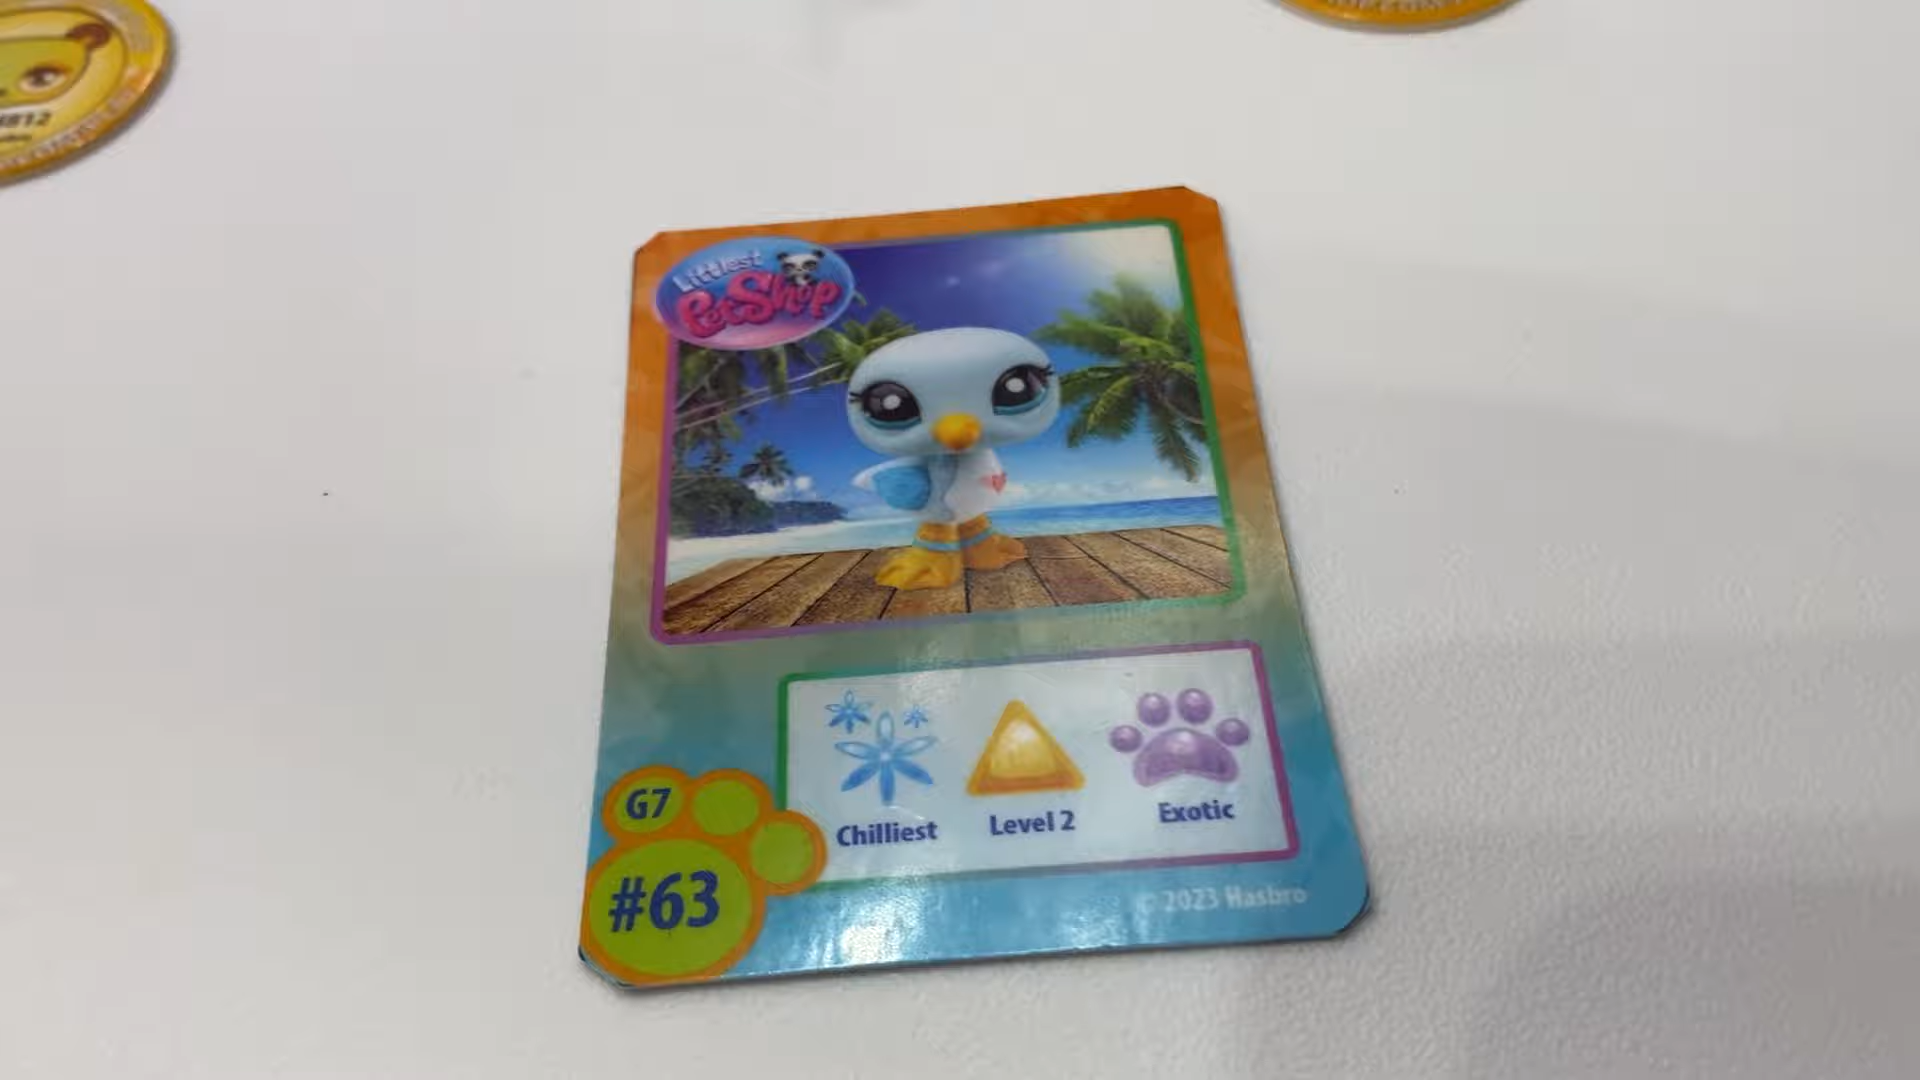 Littlest
PetShop
Chilliest
Level 2
Exotic
G7
#63
© 2023 Hasbro